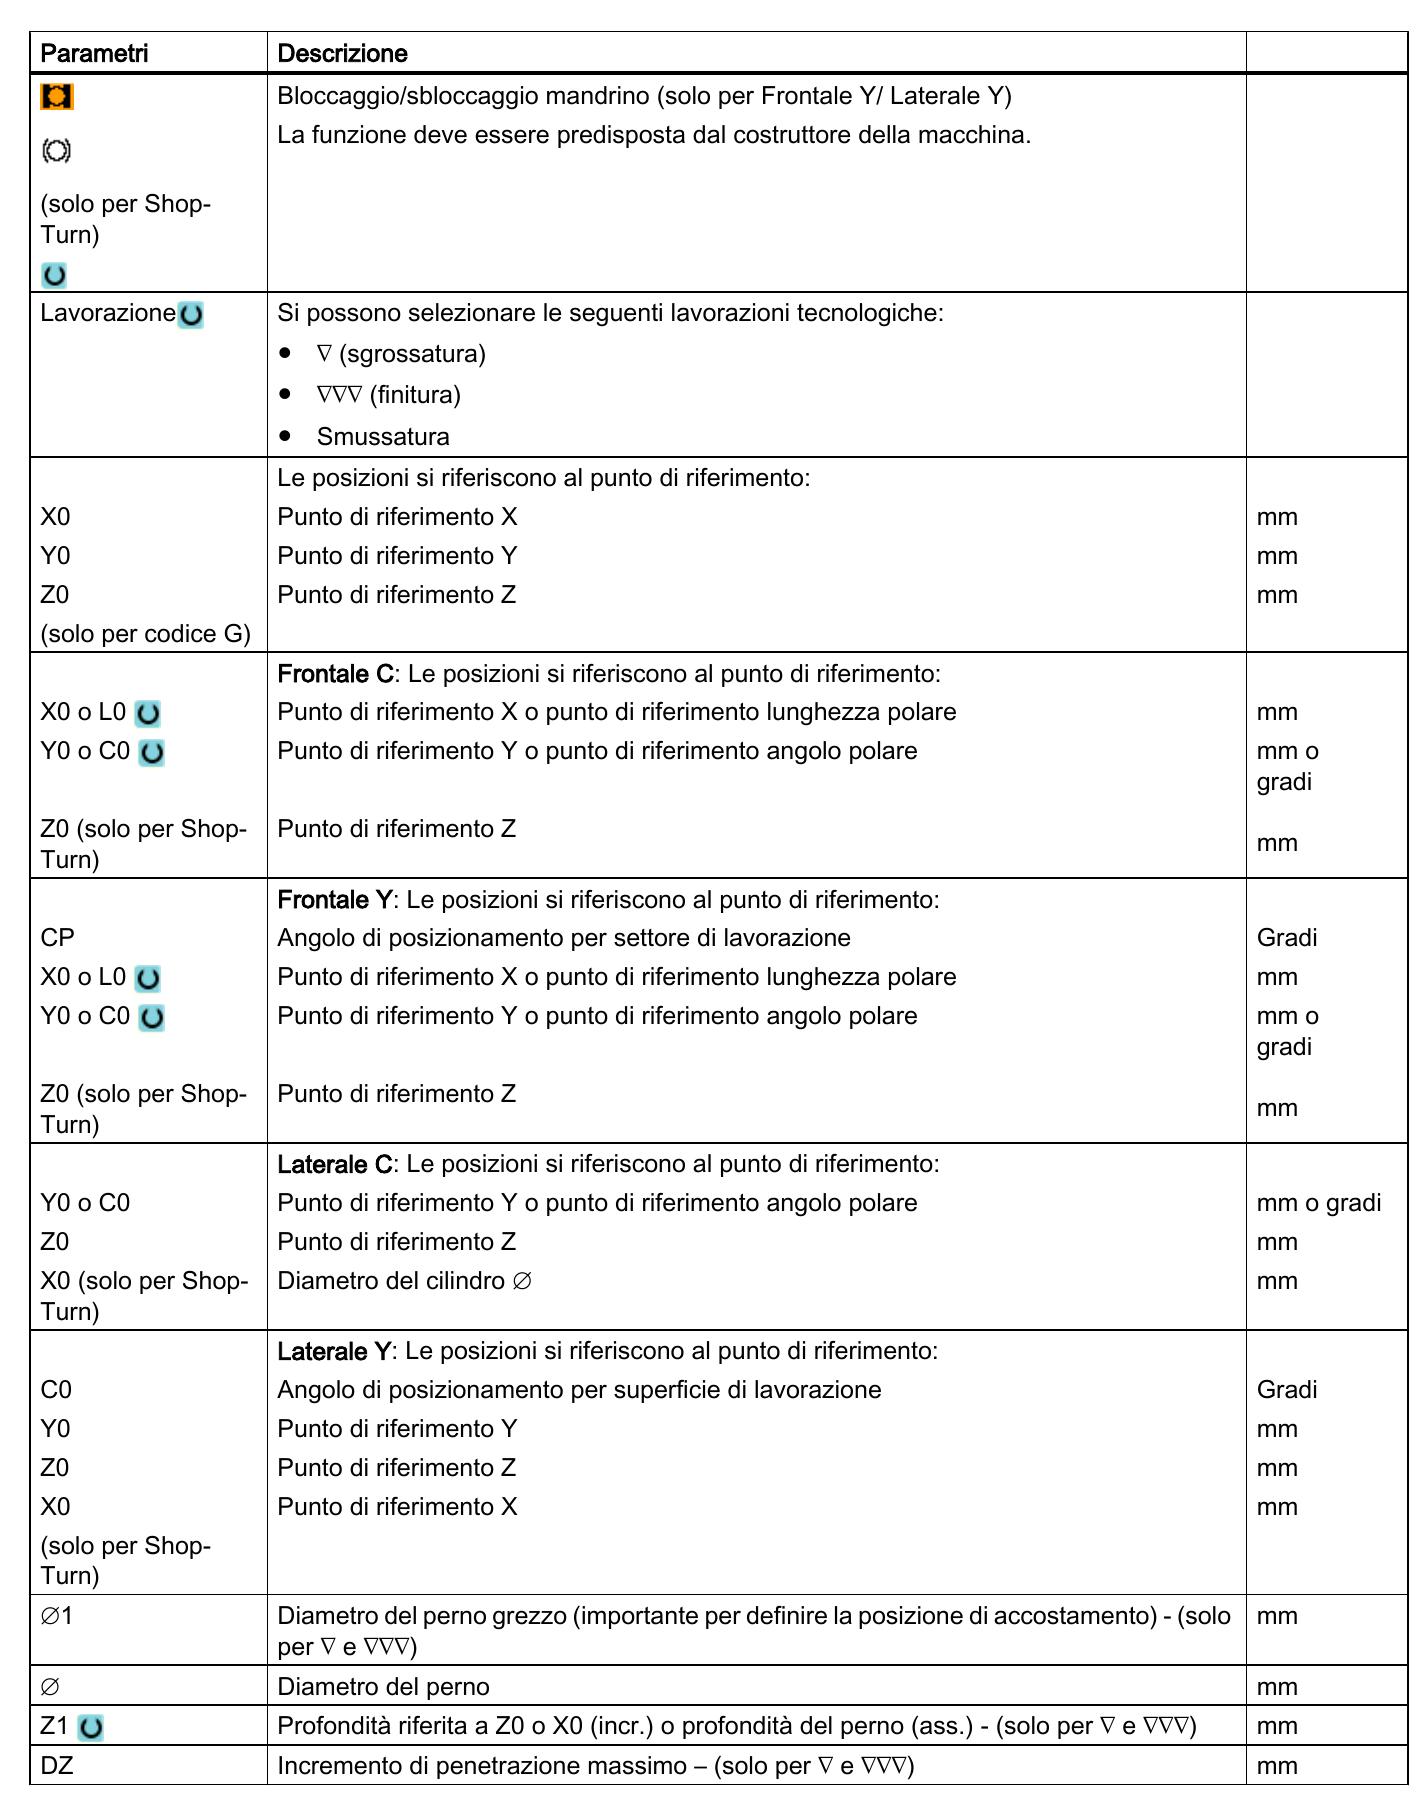 Parametri Descrizione
Bloccaggio/sbloccaggio mandrino (solo per Frontale Y/ Laterale Y)
La funzione deve essere predisposta dal costruttore della macchina.
(solo per Shop-
Turn)
Lavorazione Si possono selezionare le seguenti lavorazioni tecnologiche:
● ∇ (sgrossatura)
● ∇∇∇ (finitura)
● Smussatura
Le posizioni si riferiscono al punto di riferimento:
X0 Punto di riferimento X mm
Y0 Punto di riferimento Y mm
Z0 Punto di riferimento Z mm
(solo per codice G)
Frontale C: Le posizioni si riferiscono al punto di riferimento:
X0 o L0 Punto di riferimento X o punto di riferimento lunghezza polare mm
Y0 o C0 Punto di riferimento Y o punto di riferimento angolo polare mm o
gradi
Z0 (solo per Shop- Punto di riferimento Z mm
Turn)
Frontale Y: Le posizioni si riferiscono al punto di riferimento:
CP Angolo di posizionamento per settore di lavorazione Gradi
X0 o L0 Punto di riferimento X o punto di riferimento lunghezza polare mm
Y0 o C0 Punto di riferimento Y o punto di riferimento angolo polare mm o
gradi
Z0 (solo per Shop- Punto di riferimento Z mm
Turn)
Laterale C: Le posizioni si riferiscono al punto di riferimento:
Y0 o C0 Punto di riferimento Y o punto di riferimento angolo polare mm o gradi
Z0 Punto di riferimento Z mm
X0 (solo per Shop- Diametro del cilindro ∅ mm
Turn)
Laterale Y: Le posizioni si riferiscono al punto di riferimento:
C0 Angolo di posizionamento per superficie di lavorazione Gradi
Y0 Punto di riferimento Y mm
Z0 Punto di riferimento Z mm
X0 Punto di riferimento X mm
(solo per Shop-
Turn)
∅1 Diametro del perno grezzo (importante per definire la posizione di accostamento) - (solo mm
per ∇ e ∇∇∇)
∅ Diametro del perno mm
Z1 Profondità riferita a Z0 o X0 (incr.) o profondità del perno (ass.) - (solo per ∇ e ∇∇∇) mm
DZ Incremento di penetrazione massimo – (solo per ∇ e ∇∇∇) mm